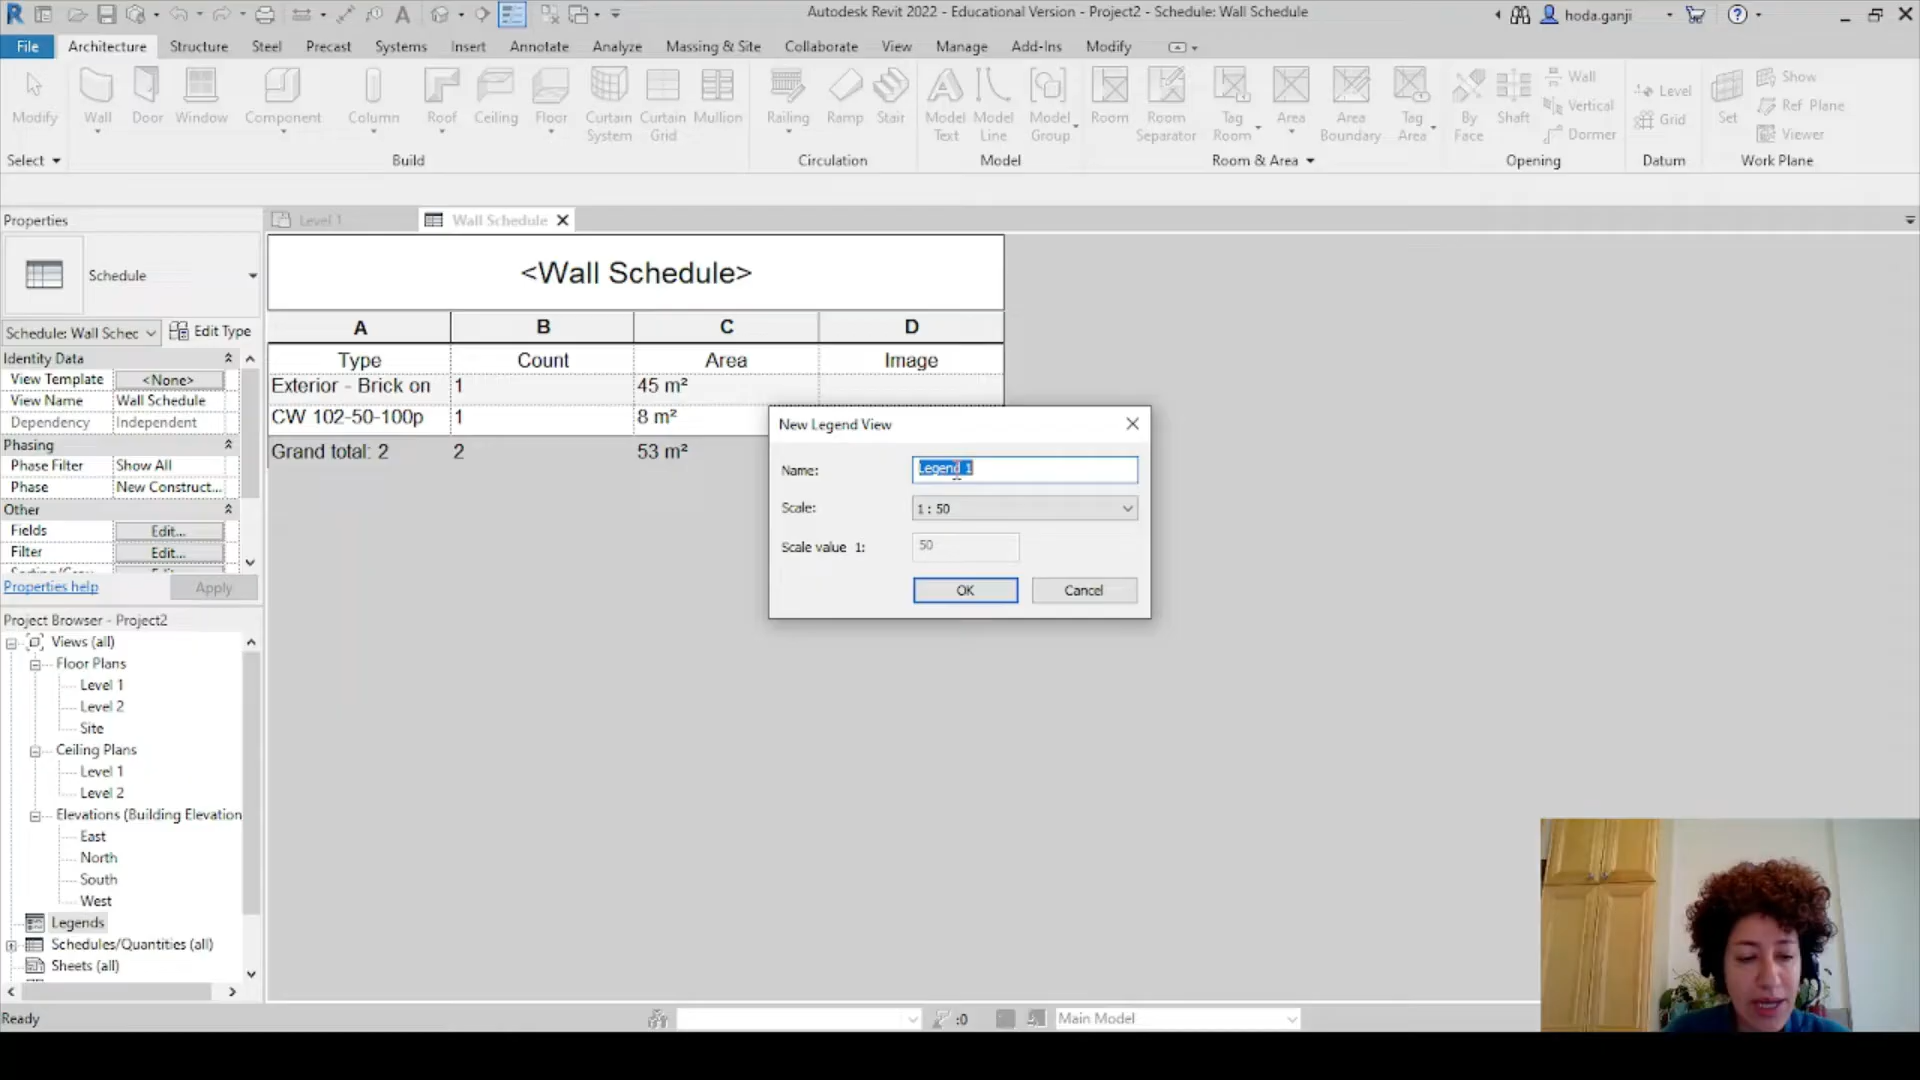 Autodesk Revit 2022 - Educational Version - Project2 - Schedule: Wall Schedule
hoda.ganji
File Architecture Structure Steel Precast Systems Insert Annotate Analyze Massing & Site Collaborate View Manage Add-Ins Modify
Modify
Wall
Door
Window
Component
Column
Roof
Ceiling
Floor
Curtain System
Curtain Grid
Mullion
Railing
Ramp
Stair
Model Text
Model Line
Model Group
Room
Room Separator
Tag Room
Area
Area Boundary
Tag Area
By Face
Shaft
Wall
Vertical
Dormer
Level
Grid
Set
Show
Ref Plane
Viewer
Select
Build
Circulation
Model
Room & Area
Opening
Datum
Work Plane
Properties
Level 1
Wall Schedule
Schedule
Schedule: Wall Schec
Edit Type
Identity Data
View Template <None>
View Name Wall Schedule
Dependency Independent
Phasing
Phase Filter Show All
Phase New Construct...
Other
Fields Edit...
Filter Edit...
Properties help
Apply
<Wall Schedule>
A B C D
Type Count Area Image
Exterior - Brick on 1 45 m²
CW 102-50-100p 1 8 m²
Grand total: 2 2 53 m²
New Legend View
Name: Legend 1
Scale: 1 : 50
Scale value 1: 50
OK Cancel
Project Browser - Project2
Views (all)
Floor Plans
Level 1
Level 2
Site
Ceiling Plans
Level 1
Level 2
Elevations (Building Elevation
East
North
South
West
Legends
Schedules/Quantities (all)
Sheets (all)
Ready
:0
Main Model